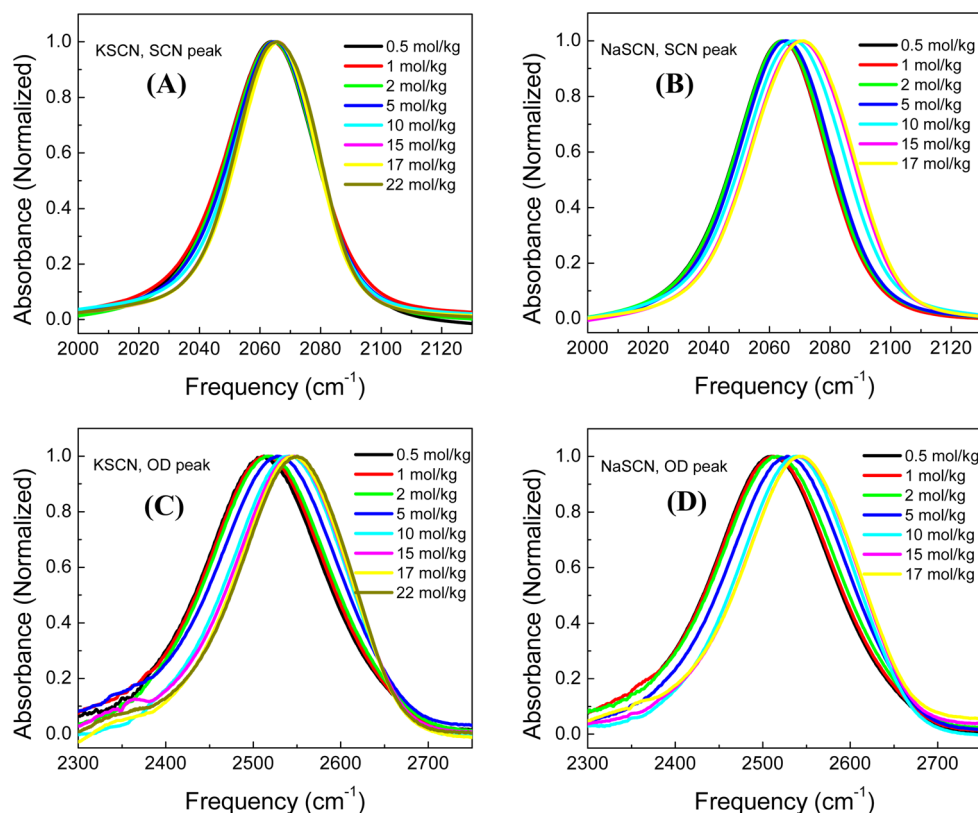 KSCN, SCN peak
(A)
0.5 mol/kg
1 mol/kg
2 mol/kg
5 mol/kg
10 mol/kg
15 mol/kg
17 mol/kg
22 mol/kg
Absorbance (Normalized)
1.0
0.8
0.6
0.4
0.2
0.0
2000 2020 2040 2060 2080 2100 2120
Frequency (cm⁻¹)
NaSCN, SCN peak
(B)
0.5 mol/kg
1 mol/kg
2 mol/kg
5 mol/kg
10 mol/kg
15 mol/kg
17 mol/kg
Absorbance (Normalized)
1.0
0.8
0.6
0.4
0.2
0.0
2000 2020 2040 2060 2080 2100 2120
Frequency (cm⁻¹)
KSCN, OD peak
(C)
0.5 mol/kg
1 mol/kg
2 mol/kg
5 mol/kg
10 mol/kg
15 mol/kg
17 mol/kg
22 mol/kg
Absorbance (Normalized)
1.0
0.8
0.6
0.4
0.2
0.0
2300 2400 2500 2600 2700
Frequency (cm⁻¹)
NaSCN, OD peak
(D)
0.5 mol/kg
1 mol/kg
2 mol/kg
5 mol/kg
10 mol/kg
15 mol/kg
17 mol/kg
Absorbance (Normalized)
1.0
0.8
0.6
0.4
0.2
0.0
2300 2400 2500 2600 2700
Frequency (cm⁻¹)